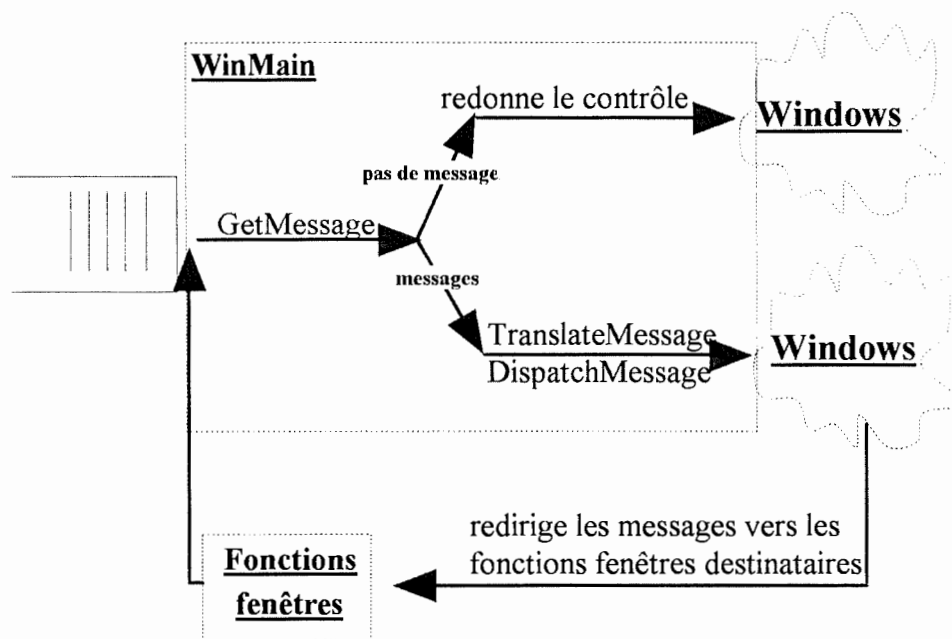 WinMain
redonne le contrôle
Windows
pas de message
GetMessage
messages
TranslateMessage
DispatchMessage
Windows
redirige les messages vers les
fonctions fenêtres destinataires
Fonctions
fenêtres